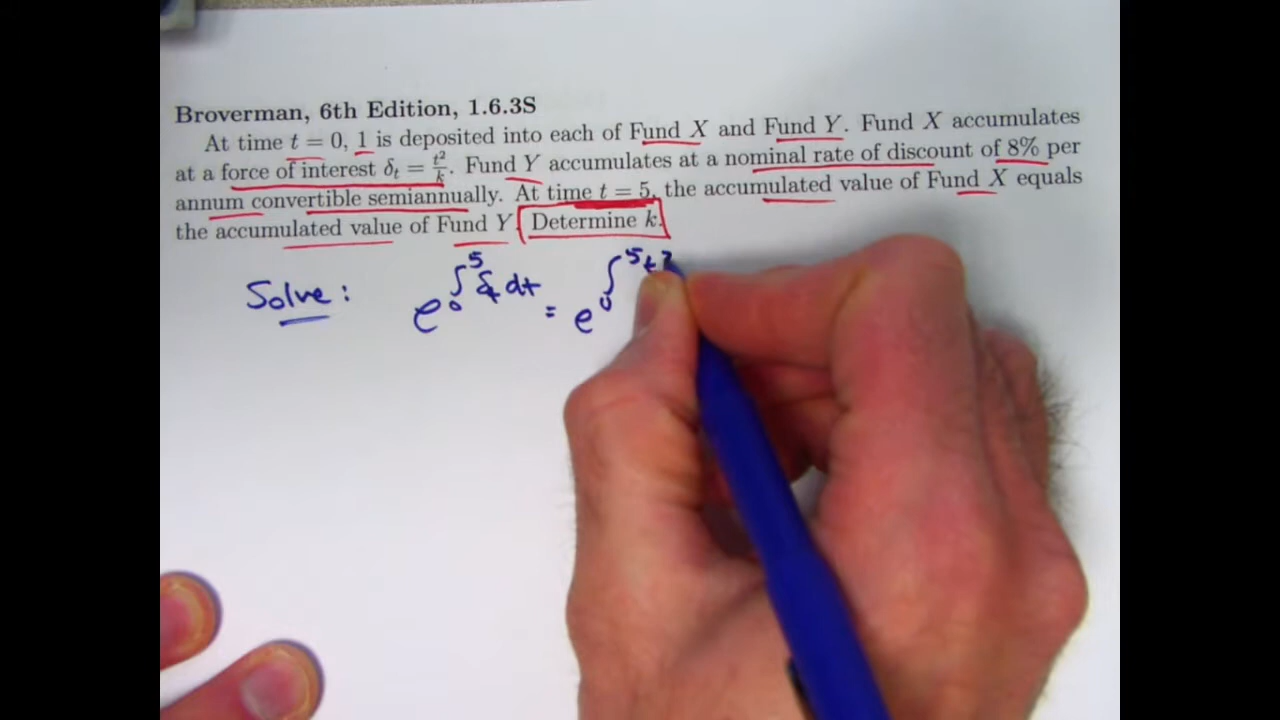 Broverman, 6th Edition, 1.6.3S
At time t = 0, 1 is deposited into each of Fund X and Fund Y. Fund X accumulates
at a force of interest δₜ = t²/k. Fund Y accumulates at a nominal rate of discount of 8% per
annum convertible semiannually. At time t = 5, the accumulated value of Fund X equals
the accumulated value of Fund Y. Determine k.
Solve: e^∫₀⁵ δₜ dt = e^∫₀⁵ t²